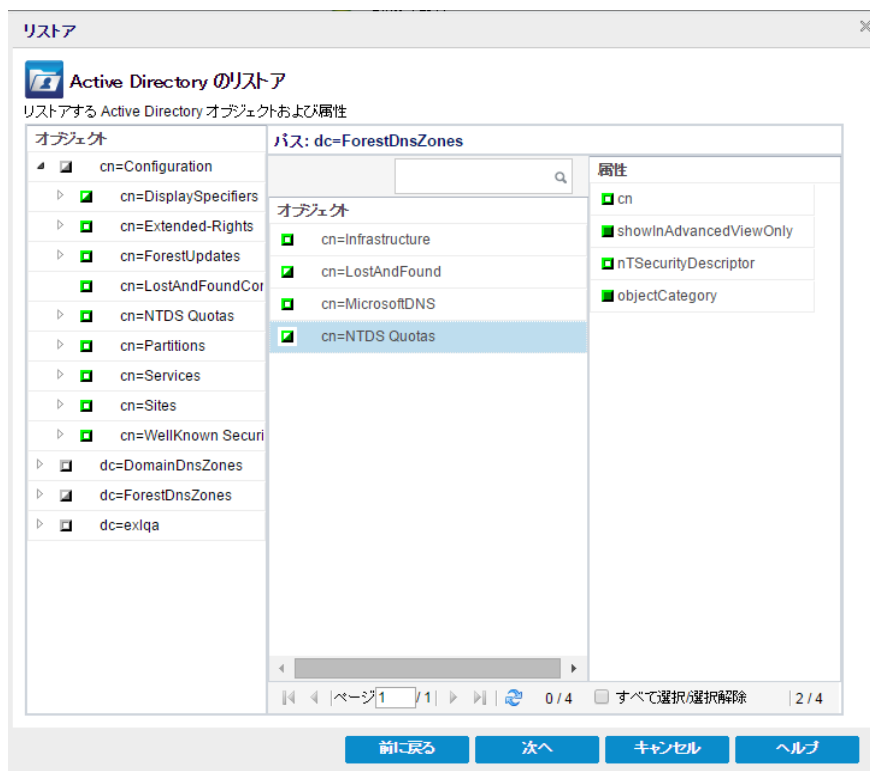 リストア
Active Directory のリストア
リストアする Active Directory オブジェクトおよび属性
オブジェクト
cn=Configuration
cn=DisplaySpecifiers
cn=Extended-Rights
cn=ForestUpdates
cn=LostAndFoundCor
cn=NTDS Quotas
cn=Partitions
cn=Services
cn=Sites
cn=WellKnown Securi
dc=DomainDnsZones
dc=ForestDnsZones
dc=exlqa
パス: dc=ForestDnsZones
オブジェクト
cn=Infrastructure
cn=LostAndFound
cn=MicrosoftDNS
cn=NTDS Quotas
ページ 1 / 1 0 / 4
属性
cn
showInAdvancedViewOnly
nTSecurityDescriptor
objectCategory
すべて選択/選択解除 2 / 4
前に戻る 次へ キャンセル ヘルプ